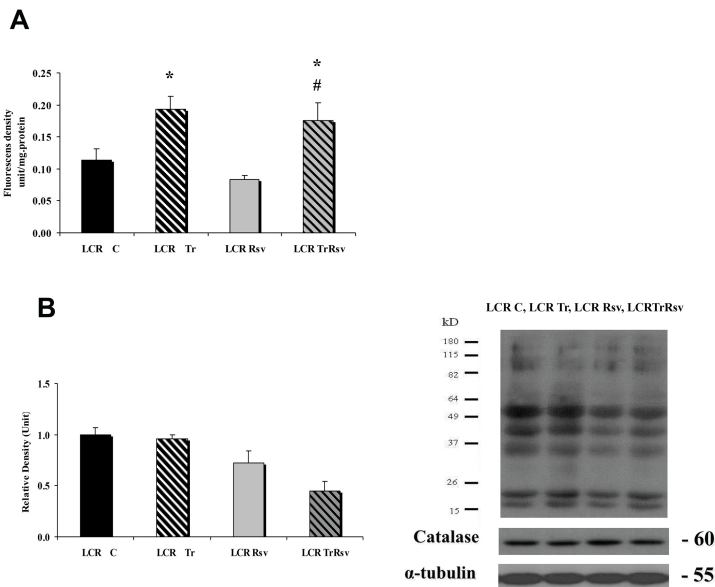 A
Fluorescens density
unit/mg.protein
0.25
0.20
0.15
0.10
0.05
0.00
*
*
#
LCR C
LCR Tr
LCR Rsv
LCR TrRsv
B
Relative Density (Unit)
1.5
1.0
0.5
0.0
LCR C
LCR Tr
LCR Rsv
LCR TrRsv
LCR C, LCR Tr, LCR Rsv, LCRTrRsv
kD
180
115
82
64
49
37
26
15
Catalase - 60
α-tubulin - 55